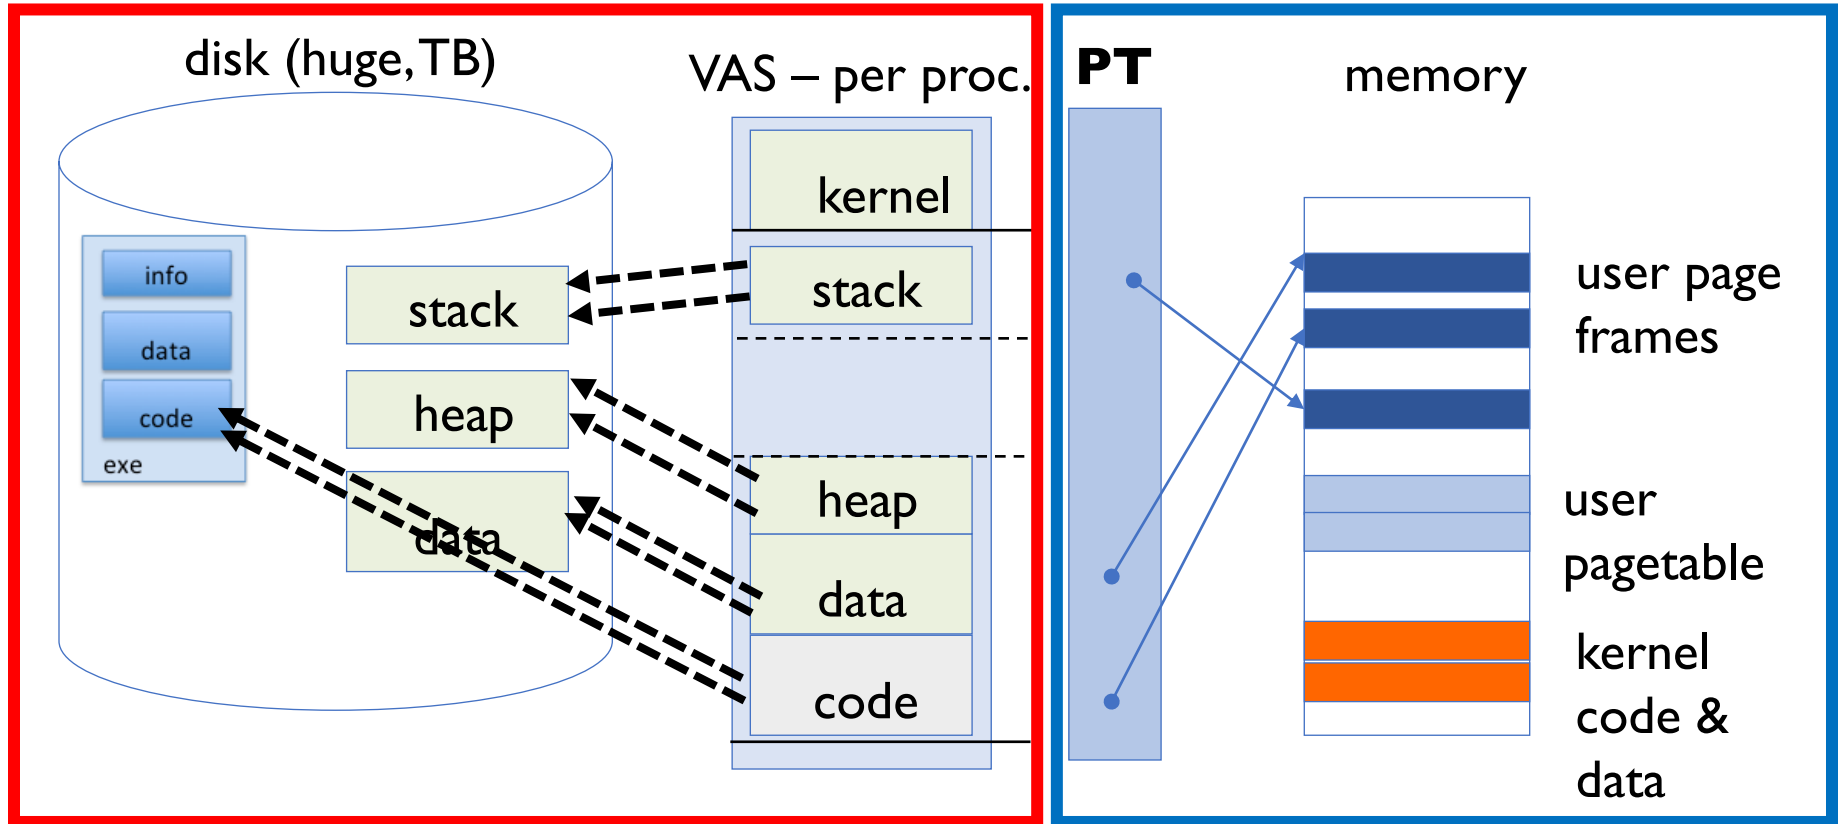 disk (huge, TB)
VAS – per proc.
PT
memory
info
data
code
exe
stack
heap
data
kernel
stack
heap
data
code
user page
frames
user
pagetable
kernel
code &
data